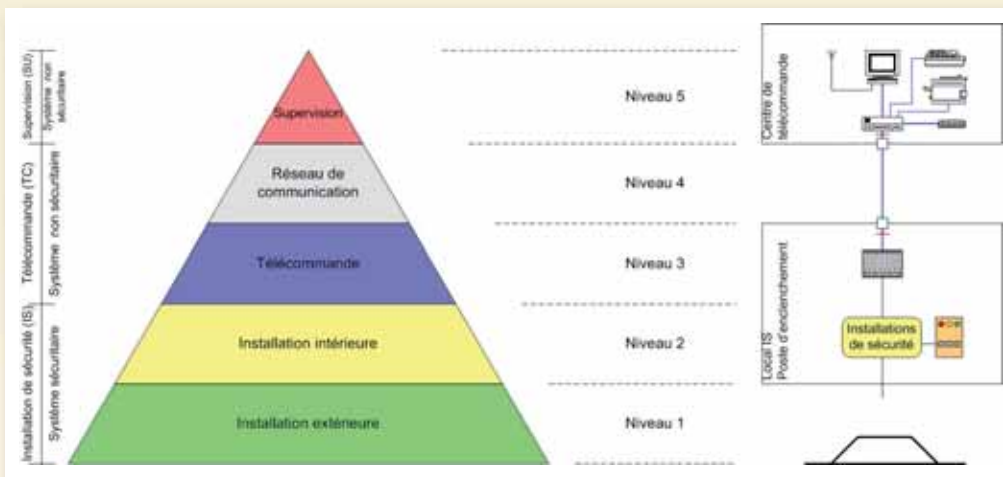 Supervision (SU)
Système non
sécuritaire
Télécommande (TC)
Système non sécuritaire
Installation de sécurité (IS)
Système sécuritaire
Supervision
Réseau de
communication
Télécommande
Installation intérieure
Installation extérieure
Niveau 5
Niveau 4
Niveau 3
Niveau 2
Niveau 1
Centre de
télécommande
Local IS
Poste d'enclenchement
Installations
de sécurité